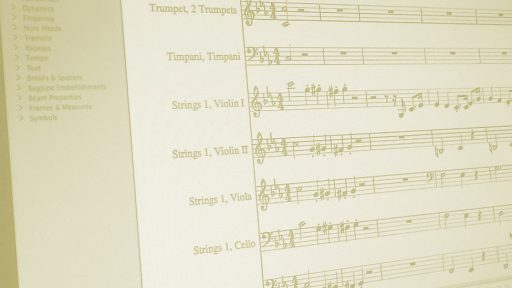 Dynamics
Fingering
Note Heads
Tremolo
Repeats
Tempo
Text
Breaks & Spacers
Bagpipe Embellishments
Beam Properties
Frames & Measures
Symbols
Trumpet, 2 Trumpets
Timpani, Timpani
Strings 1, Violin I
Strings 1, Violin II
Strings 1, Viola
Strings 1, Cello